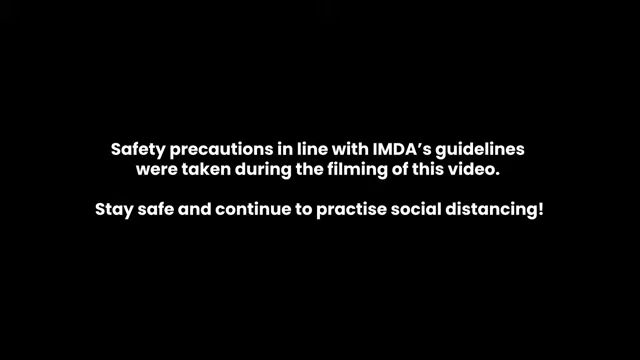 Safety precautions in line with IMDA’s guidelines
were taken during the filming of this video.
Stay safe and continue to practise social distancing!